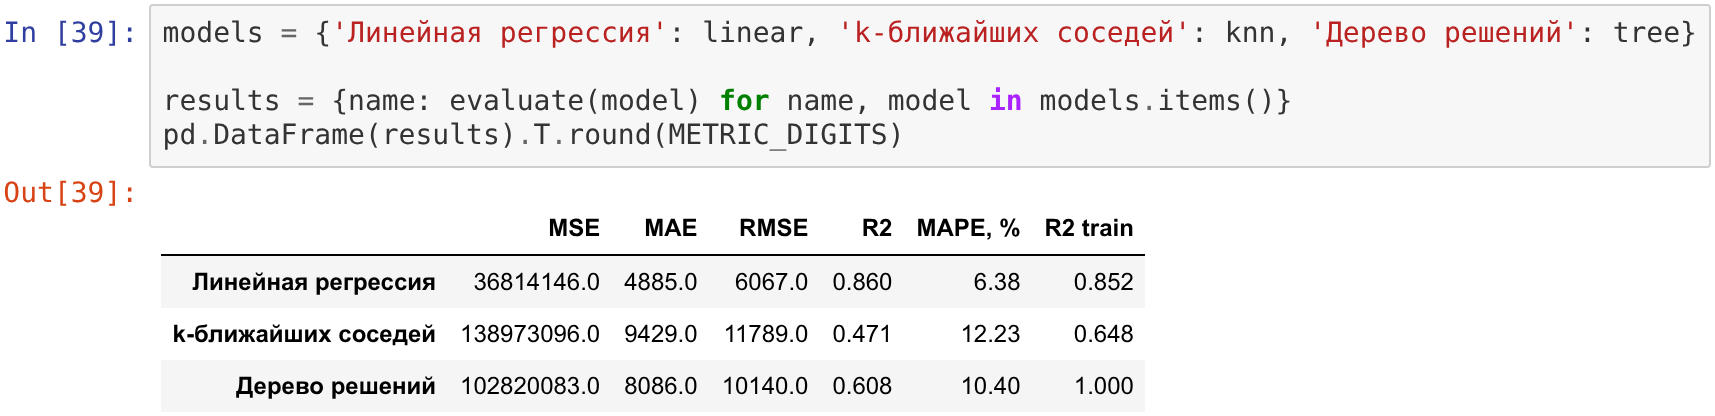 In [39]: models = {'Линейная регрессия': linear, 'k-ближайших соседей': knn, 'Дерево решений': tree}
results = {name: evaluate(model) for name, model in models.items()}
pd.DataFrame(results).T.round(METRIC_DIGITS)
Out[39]:
MSE MAE RMSE R2 MAPE, % R2 train
Линейная регрессия 36814146.0 4885.0 6067.0 0.860 6.38 0.852
k-ближайших соседей 138973096.0 9429.0 11789.0 0.471 12.23 0.648
Дерево решений 102820083.0 8086.0 10140.0 0.608 10.40 1.000